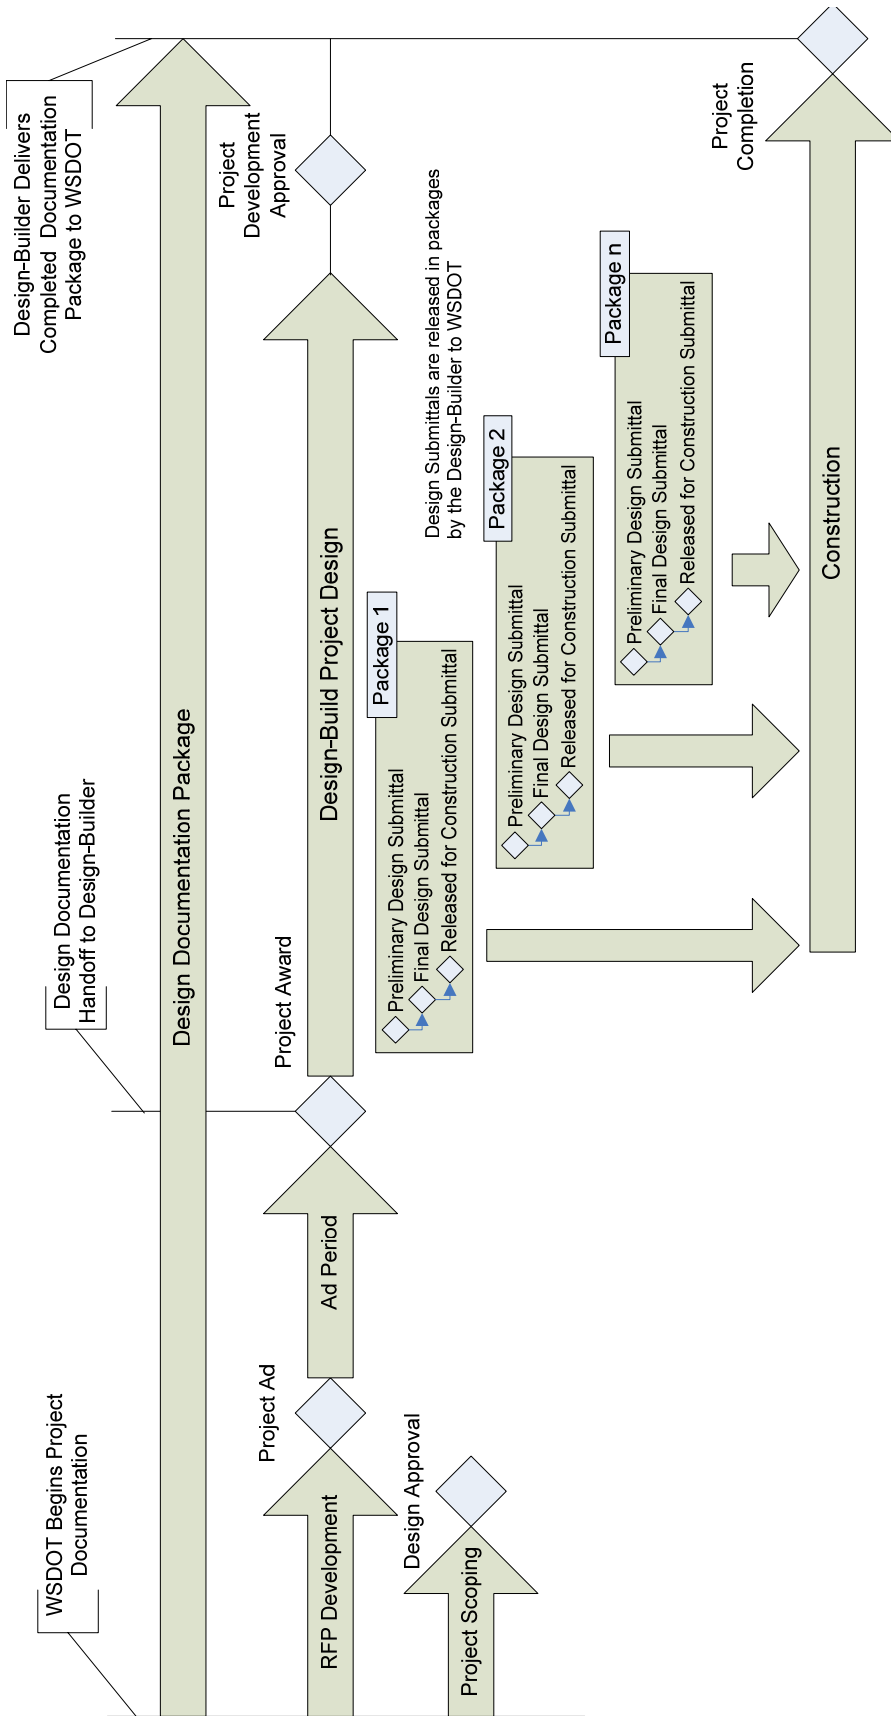 WSDOT Begins Project
Documentation
Design Documentation
Handoff to Design-Builder
Design-Builder Delivers
Completed Documentation
Package to WSDOT
Design Documentation Package
RFP Development
Project Ad
Ad Period
Project Award
Design-Build Project Design
Project
Development
Approval
Project Scoping
Design Approval
Package 1
Preliminary Design Submittal
Final Design Submittal
Released for Construction Submittal
Design Submittals are released in packages
by the Design-Builder to WSDOT
Package 2
Preliminary Design Submittal
Final Design Submittal
Released for Construction Submittal
Package n
Preliminary Design Submittal
Final Design Submittal
Released for Construction Submittal
Construction
Project
Completion